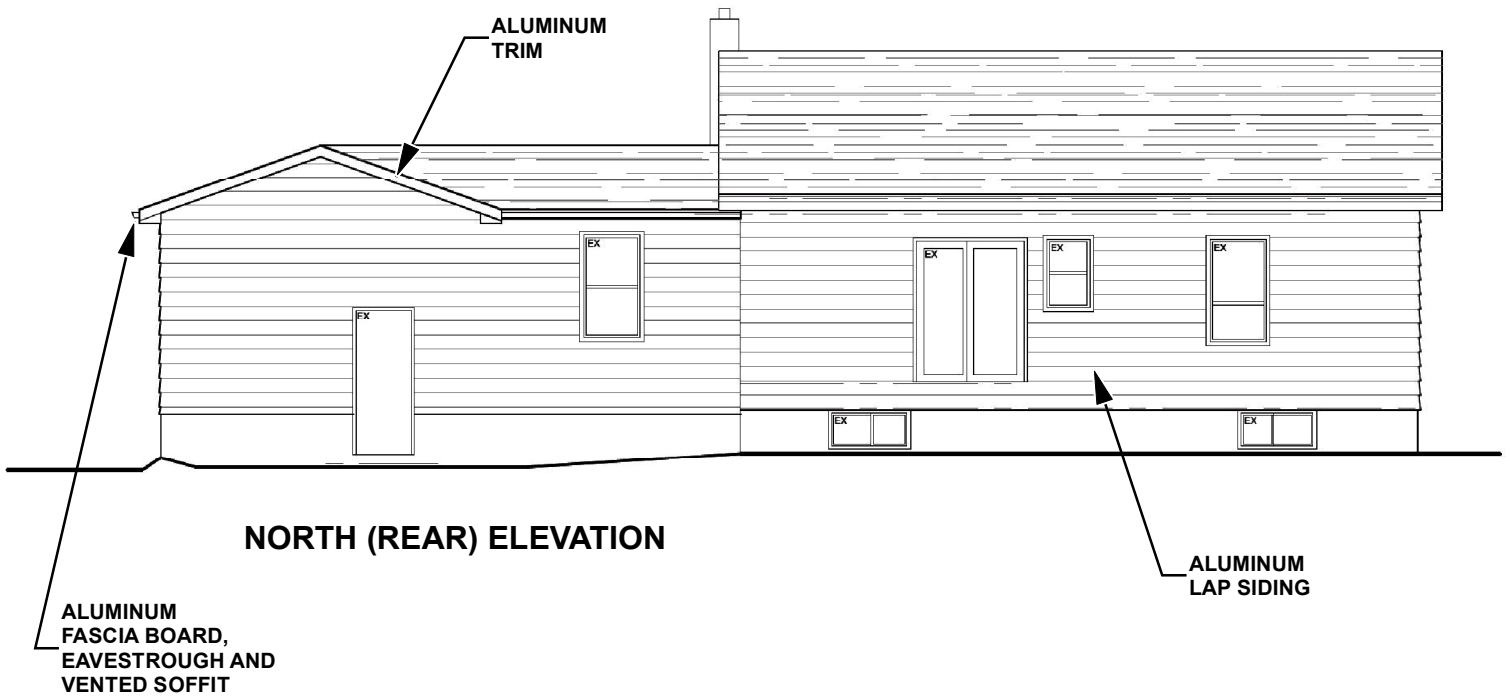 ALUMINUM
TRIM
EX
EX
EX
EX
EX
EX
EX
NORTH (REAR) ELEVATION
ALUMINUM
LAP SIDING
ALUMINUM
FASCIA BOARD,
EAVESTROUGH AND
VENTED SOFFIT